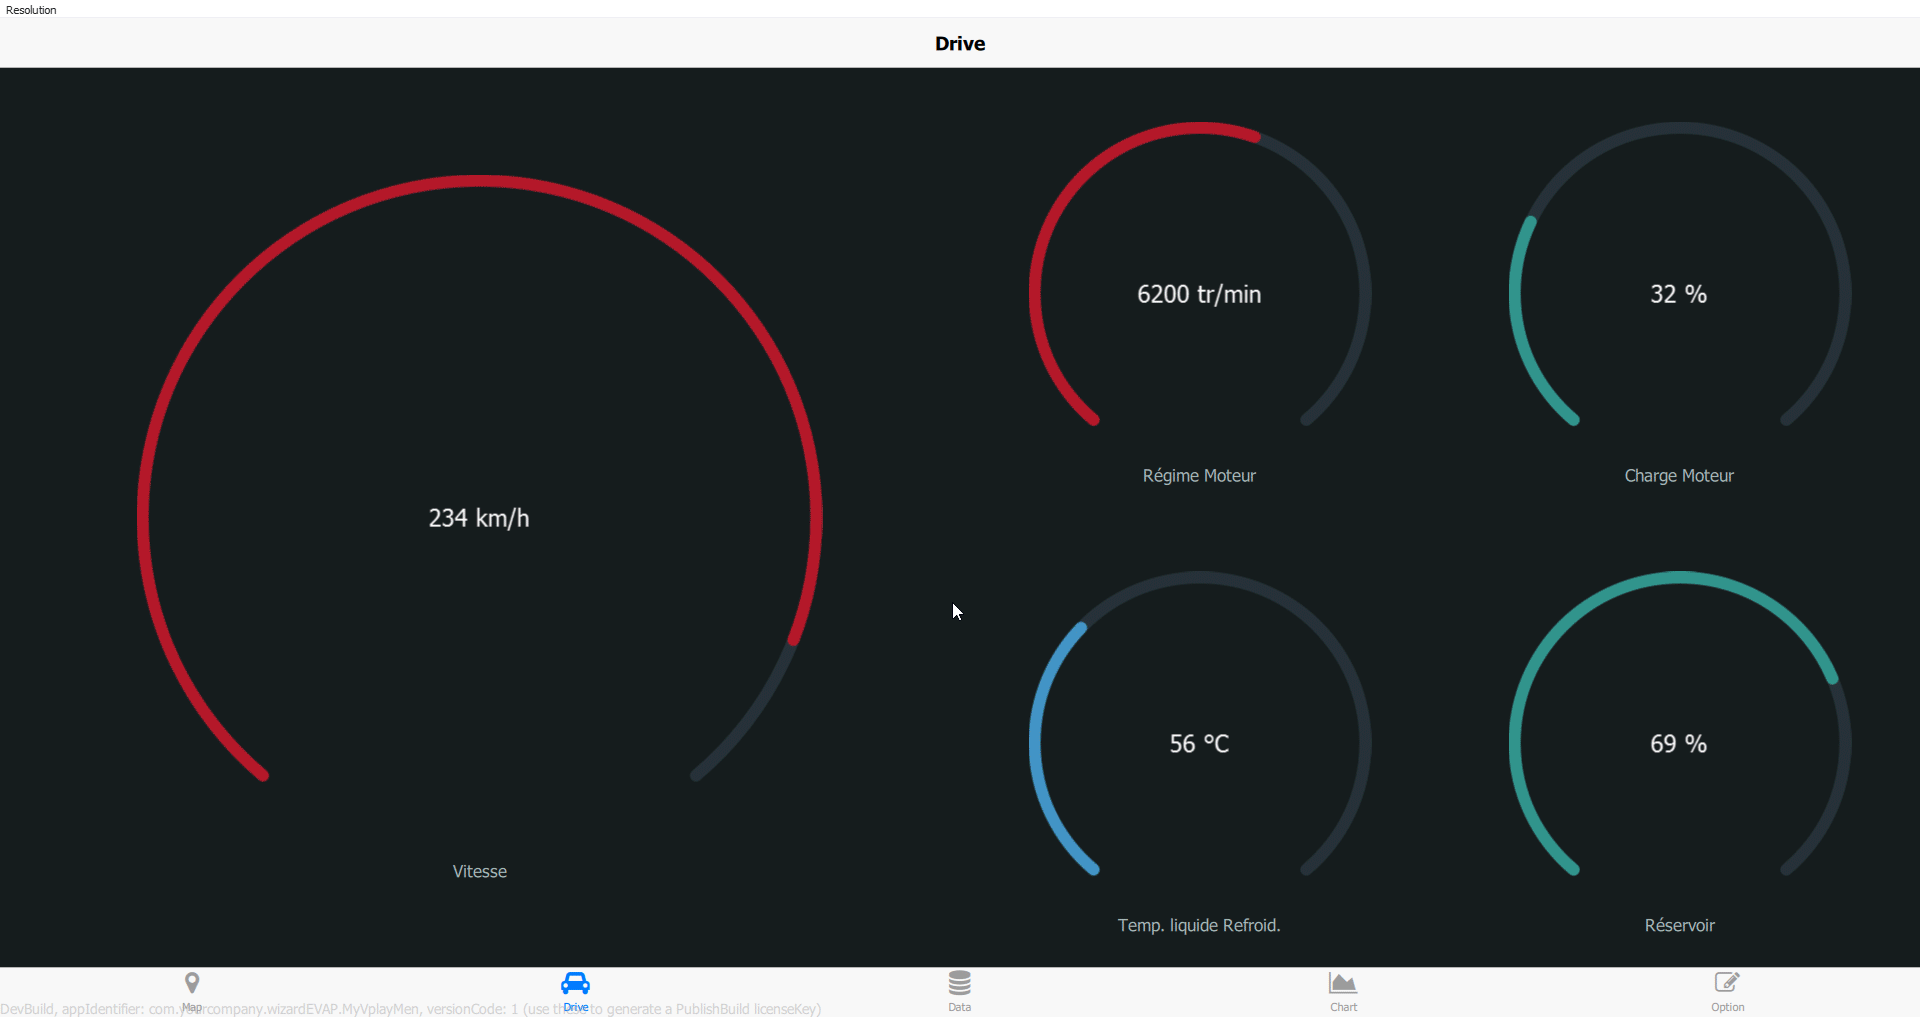 Resolution
Drive
234 km/h
Vitesse
6200 tr/min
Régime Moteur
32 %
Charge Moteur
56 °C
Temp. liquide Refroid.
69 %
Réservoir
Map
Drive
Data
Chart
Option
DevBuild, appIdentifier: com.yourcompany.wizardEVAP.MyVplayMen, versionCode: 1 (use these to generate a PublishBuild licenseKey)